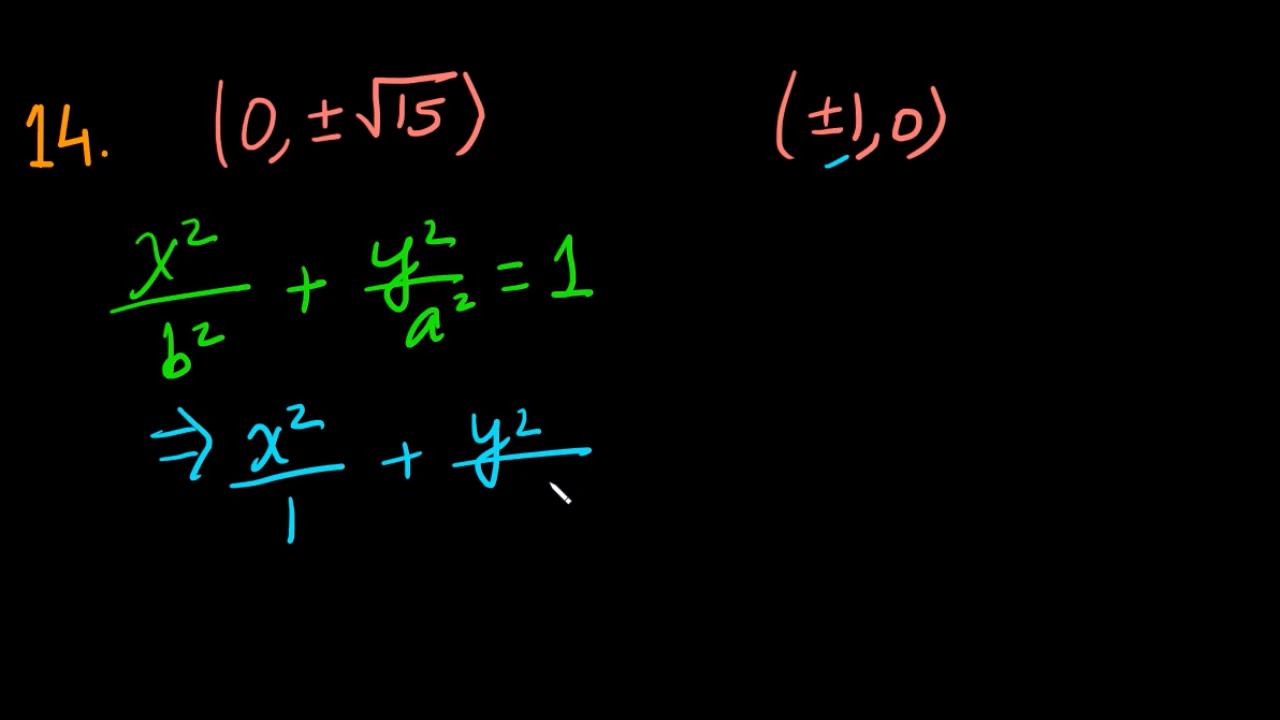 14. (0, ±√15) (±1, 0)
x²/b² + y²/a² = 1
⇒ x²/1 + y²/